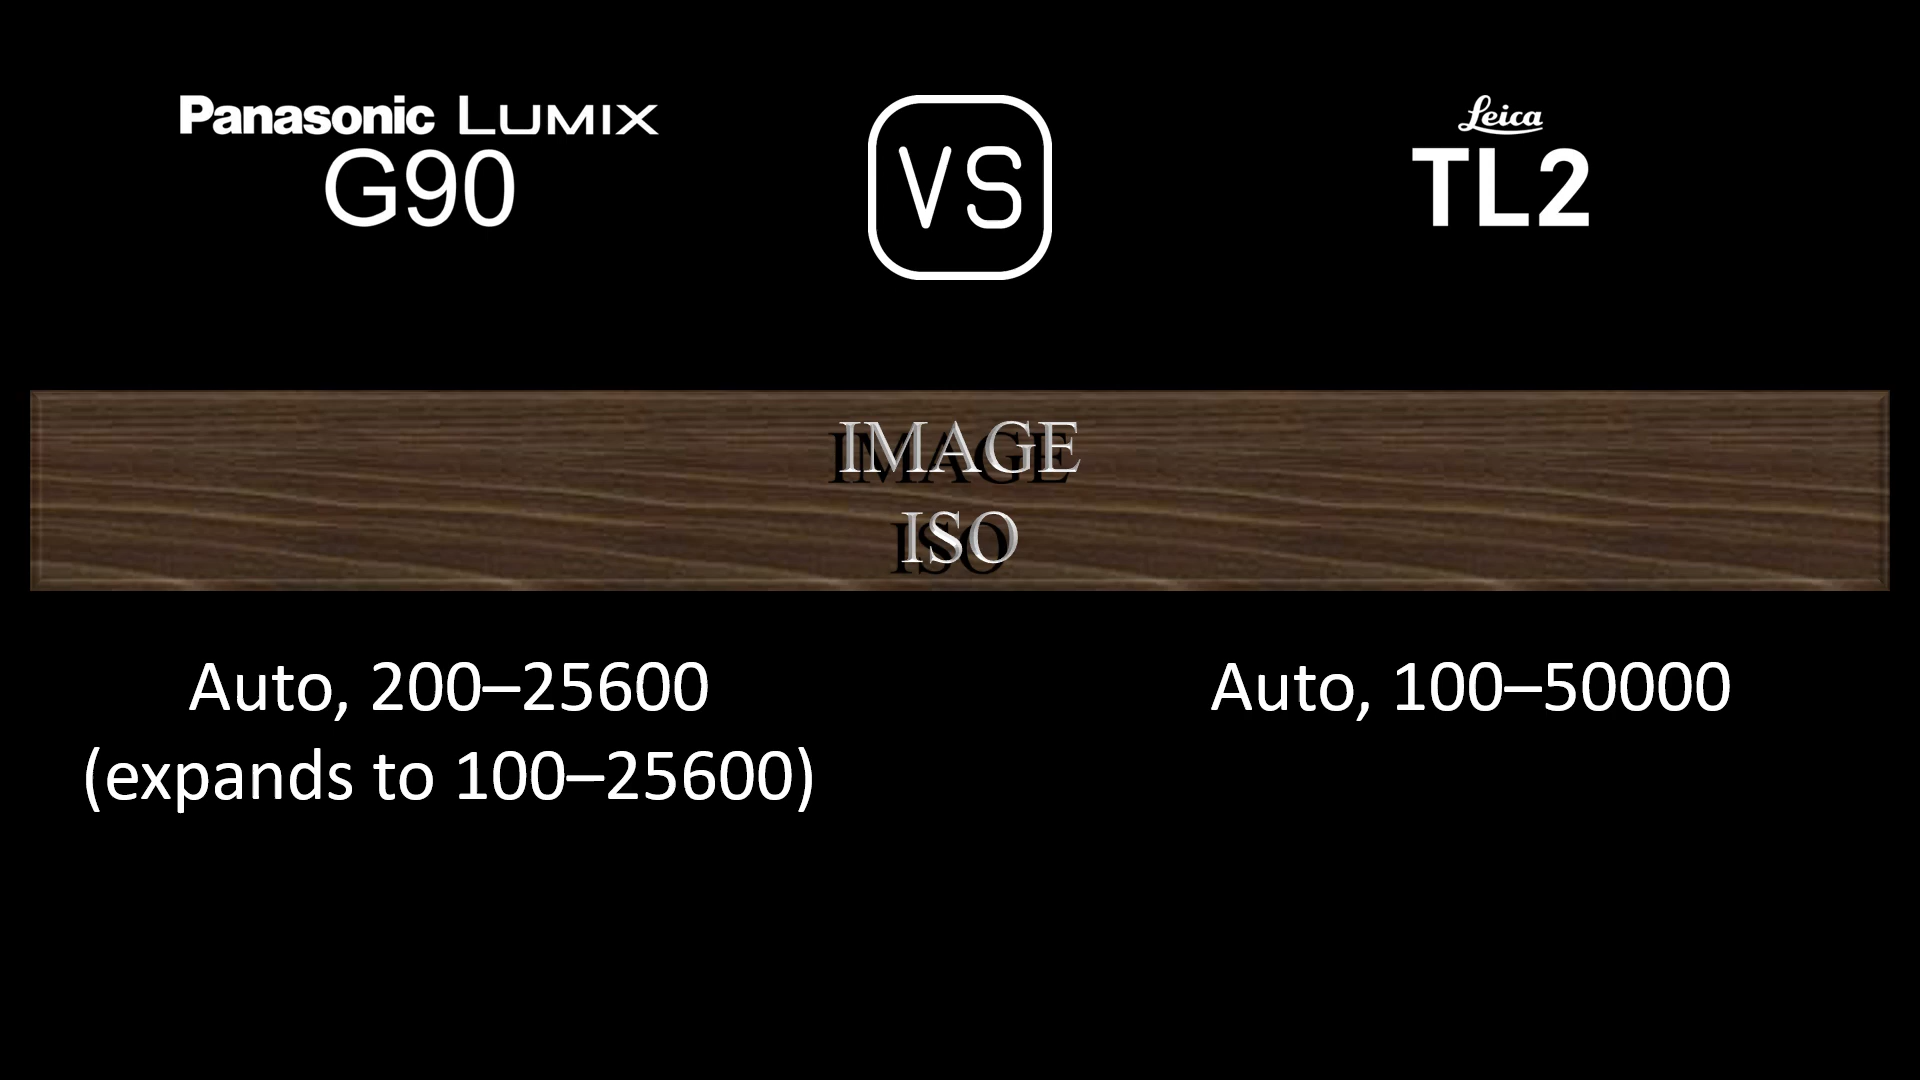 Panasonic LUMIX
G90
VS
Leica
TL2
IMAGE
ISO
Auto, 200–25600
(expands to 100–25600)
Auto, 100–50000